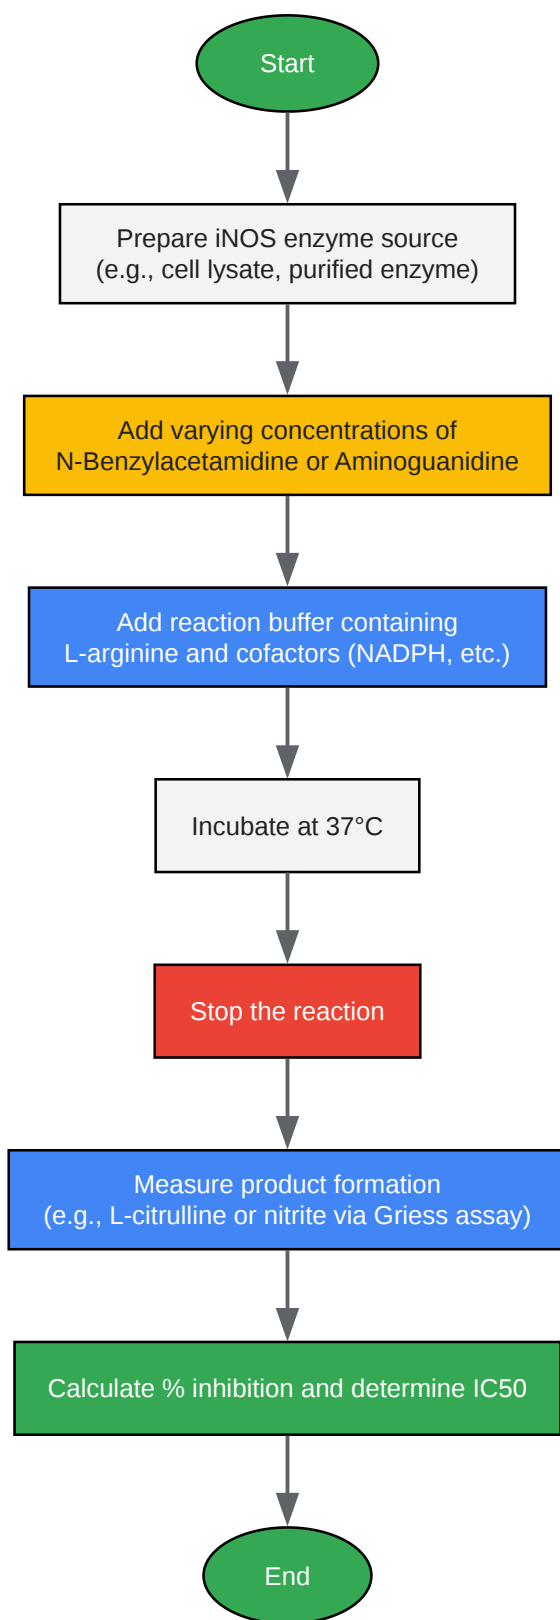 Start
Prepare iNOS enzyme source
(e.g., cell lysate, purified enzyme)
Add varying concentrations of
N-Benzylacetamidine or Aminoguanidine
Add reaction buffer containing
L-arginine and cofactors (NADPH, etc.)
Incubate at 37°C
Stop the reaction
Measure product formation
(e.g., L-citrulline or nitrite via Griess assay)
Calculate % inhibition and determine IC50
End